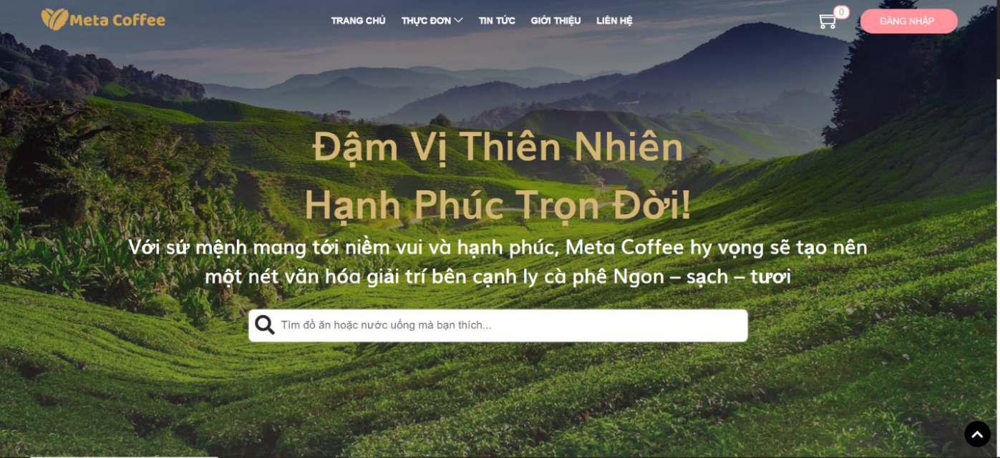 Meta Coffee
TRANG CHỦ THỰC ĐƠN TIN TỨC GIỚI THIỆU LIÊN HỆ
0
ĐĂNG NHẬP
Đậm Vị Thiên Nhiên
Hạnh Phúc Trọn Đời!
Với sứ mệnh mang tới niềm vui và hạnh phúc, Meta Coffee hy vọng sẽ tạo nên
một nét văn hóa giải trí bên cạnh ly cà phê Ngon – sạch – tươi
Tìm đồ ăn hoặc nước uống mà bạn thích...